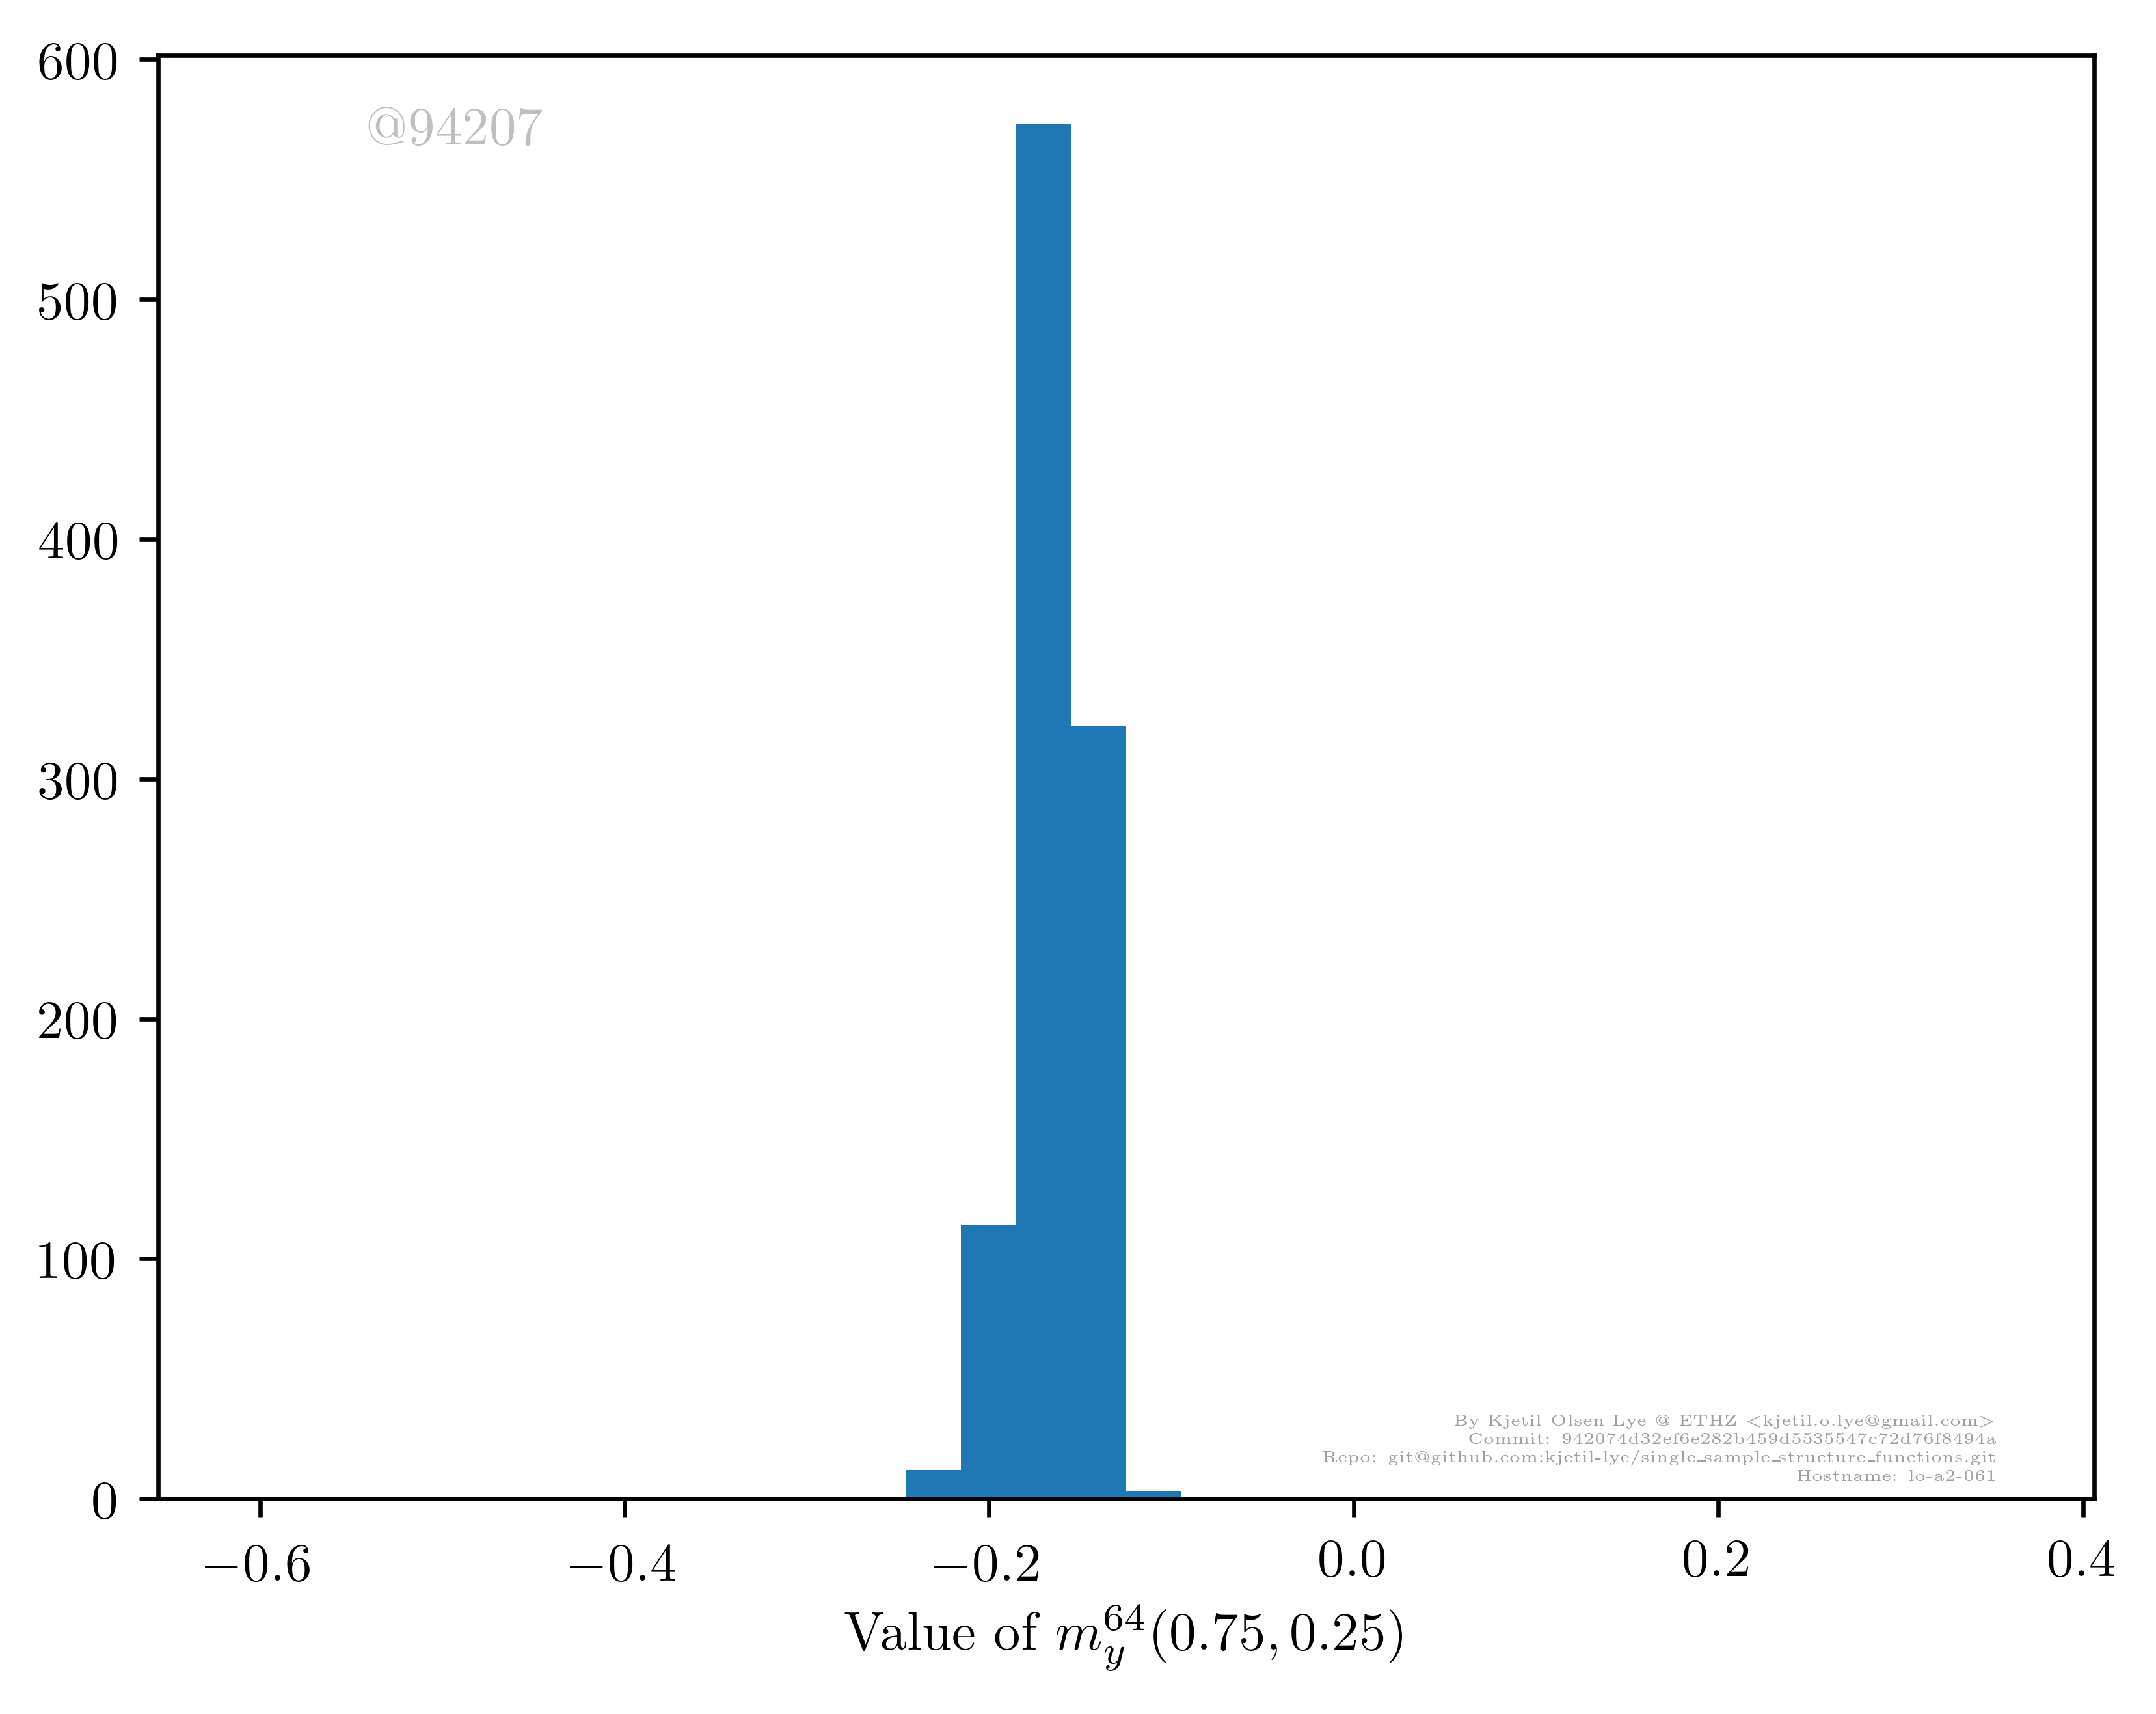 600
@94207
500
400
300
200
100
0
By Kjetil Olsen Lye @ ETHZ <kjetil.o.lye@gmail.com>
Commit: 942074d32ef6e282b459d5535547c72d76f8494a
Repo: git@github.com:kjetil-lye/single_sample_structure_functions.git
Hostname: lo-a2-061
−0.6 −0.4 −0.2 0.0 0.2 0.4
Value of $m_y^{64}(0.75, 0.25)$